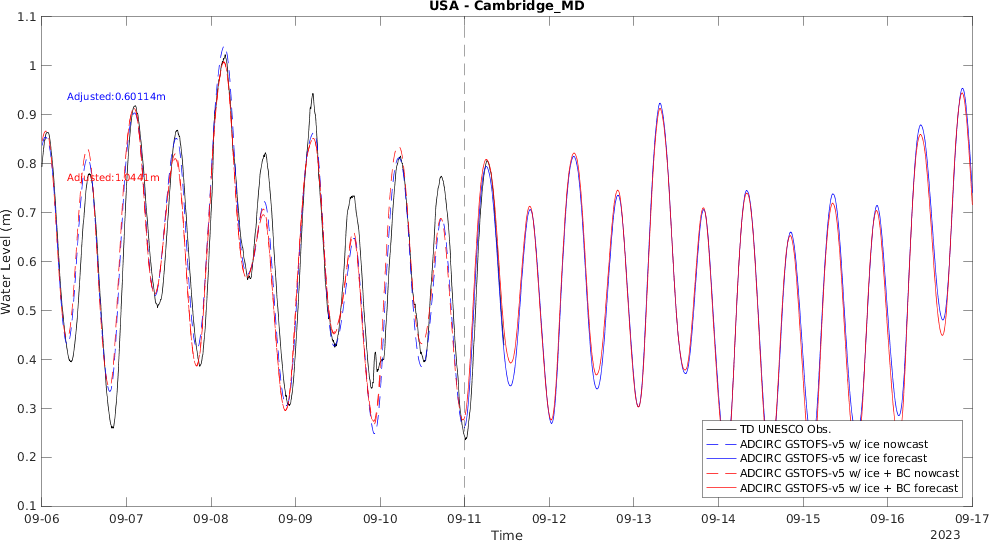 USA - Cambridge_MD
1.1
1
0.9
0.8
0.7
0.6
0.5
0.4
0.3
0.2
0.1
Water Level (m)
Adjusted:0.60114m
Adjusted:1.0441m
TD UNESCO Obs.
ADCIRC GSTOFS-v5 w/ ice nowcast
ADCIRC GSTOFS-v5 w/ ice forecast
ADCIRC GSTOFS-v5 w/ ice + BC nowcast
ADCIRC GSTOFS-v5 w/ ice + BC forecast
09-06 09-07 09-08 09-09 09-10 09-11 09-12 09-13 09-14 09-15 09-16 09-17
Time
2023